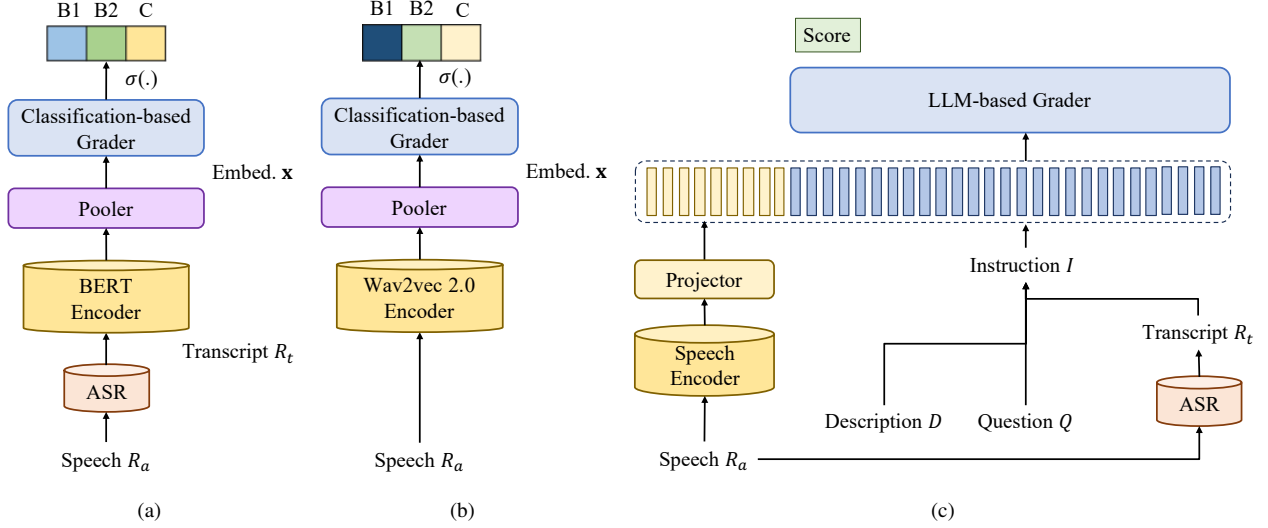 B1 B2 C
σ(.)
Classification-based
Grader
Embed. x
Pooler
BERT
Encoder
Transcript R_t
ASR
Speech R_a
(a)
B1 B2 C
σ(.)
Classification-based
Grader
Embed. x
Pooler
Wav2vec 2.0
Encoder
Speech R_a
(b)
Score
LLM-based Grader
Instruction I
Projector
Transcript R_t
Speech
Encoder
ASR
Description D
Question Q
Speech R_a
(c)